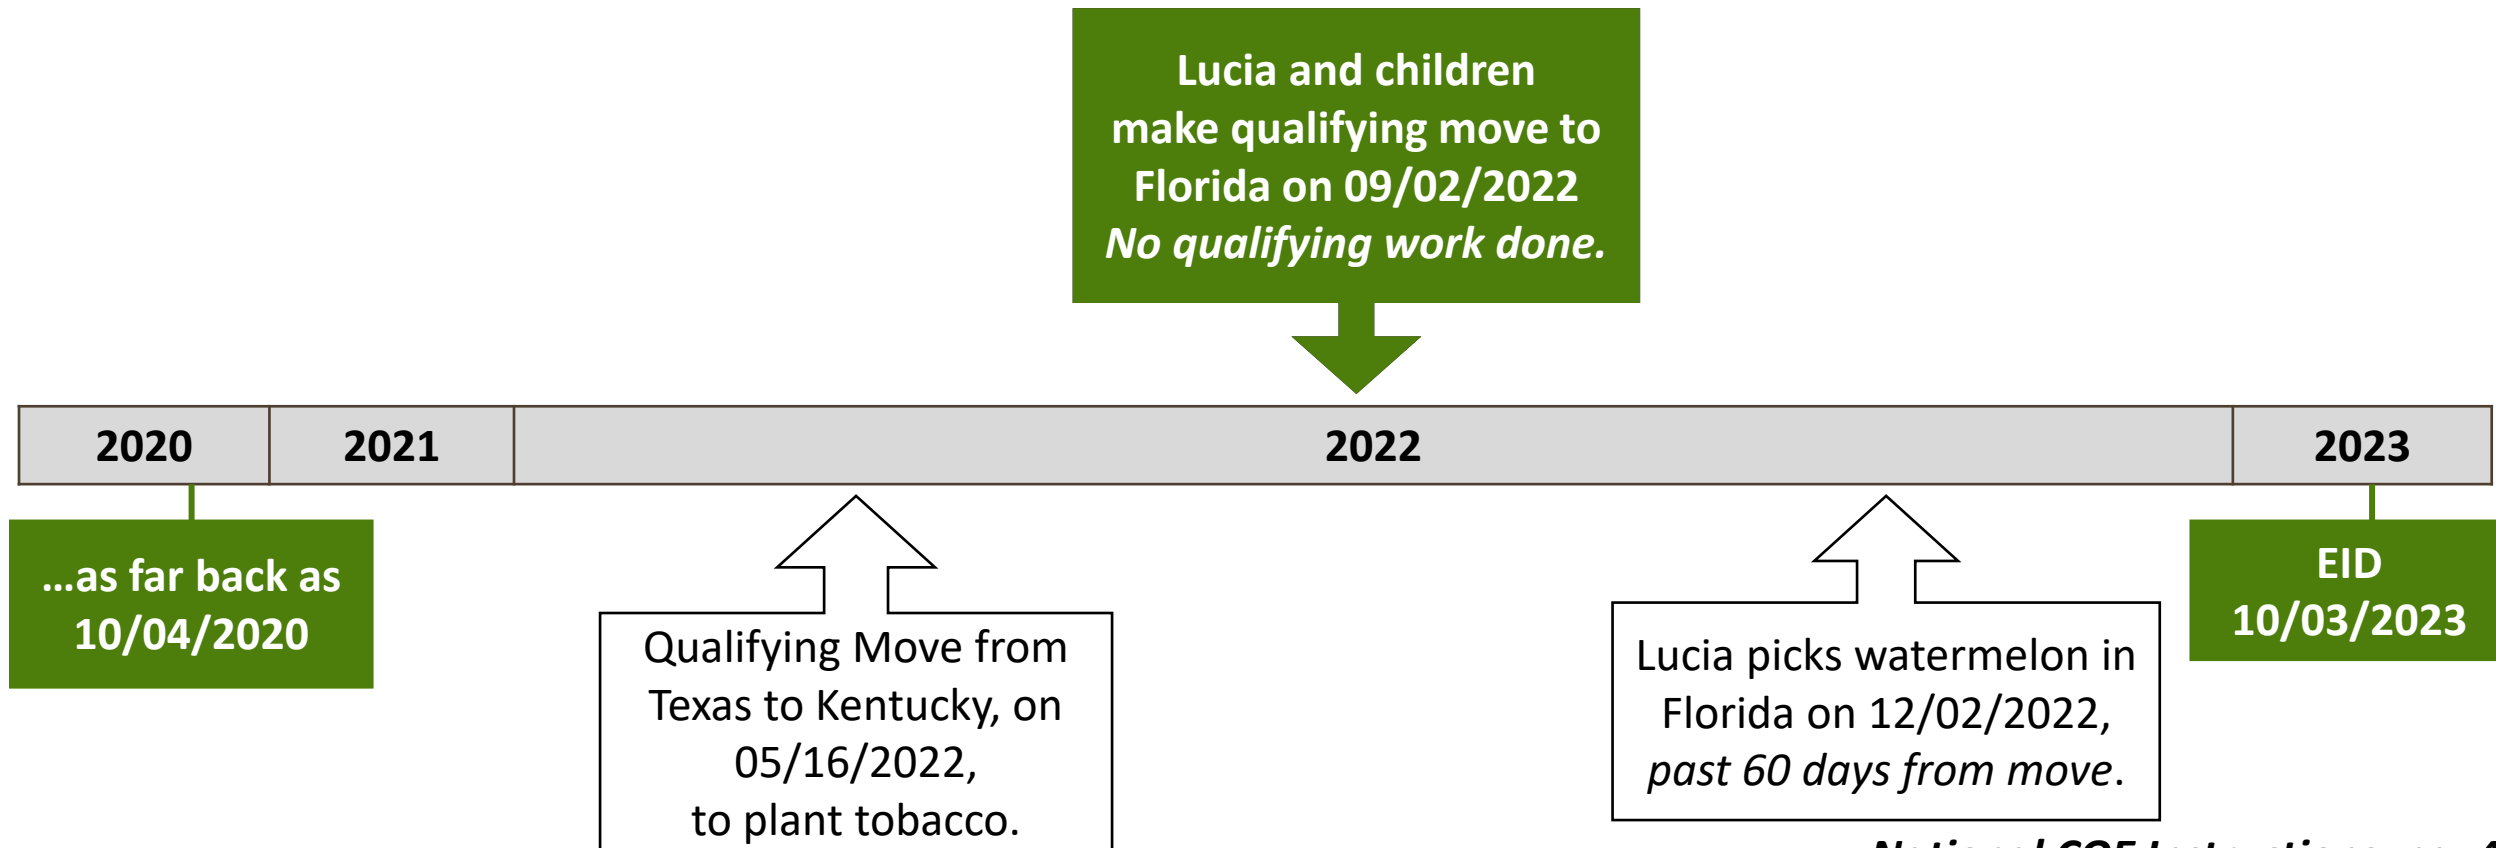 Lucia and children
make qualifying move to
Florida on 09/02/2022
No qualifying work done.
2020
2021
2022
2023
...as far back as
10/04/2020
Qualifying Move from
Texas to Kentucky, on
05/16/2022,
to plant tobacco.
Lucia picks watermelon in
Florida on 12/02/2022,
past 60 days from move.
EID
10/03/2023
National COE Instructions